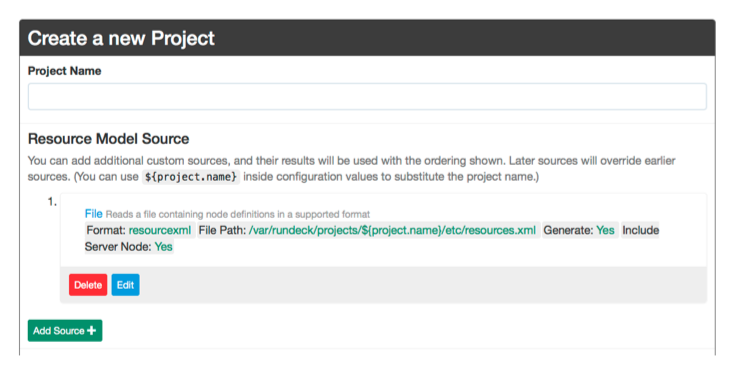 Create a new Project
Project Name
Resource Model Source
You can add additional custom sources, and their results will be used with the ordering shown. Later sources will override earlier
sources. (You can use ${project.name} inside configuration values to substitute the project name.)
1.
File Reads a file containing node definitions in a supported format
Format: resourcexml File Path: /var/rundeck/projects/${project.name}/etc/resources.xml Generate: Yes Include
Server Node: Yes
Delete Edit
Add Source +